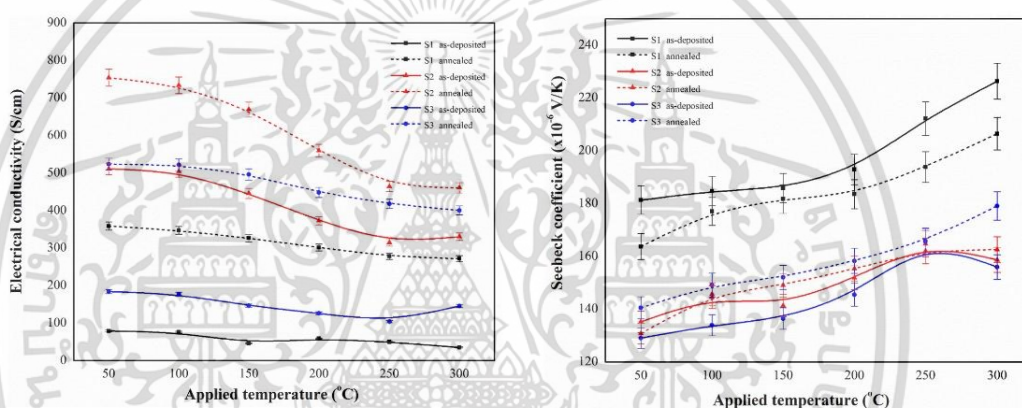 Electrical conductivity (S/cm)
900
800
700
600
500
400
300
200
100
0
S1 as-deposited
S1 annealed
S2 as-deposited
S2 annealed
S3 as-deposited
S3 annealed
50 100 150 200 250 300
Applied temperature (°C)
Seebeck coefficient (x10⁻⁶ V/K)
240
220
200
180
160
140
120
S1 as-deposited
S1 annealed
S2 as-deposited
S2 annealed
S3 as-deposited
S3 annealed
50 100 150 200 250 300
Applied temperature (°C)